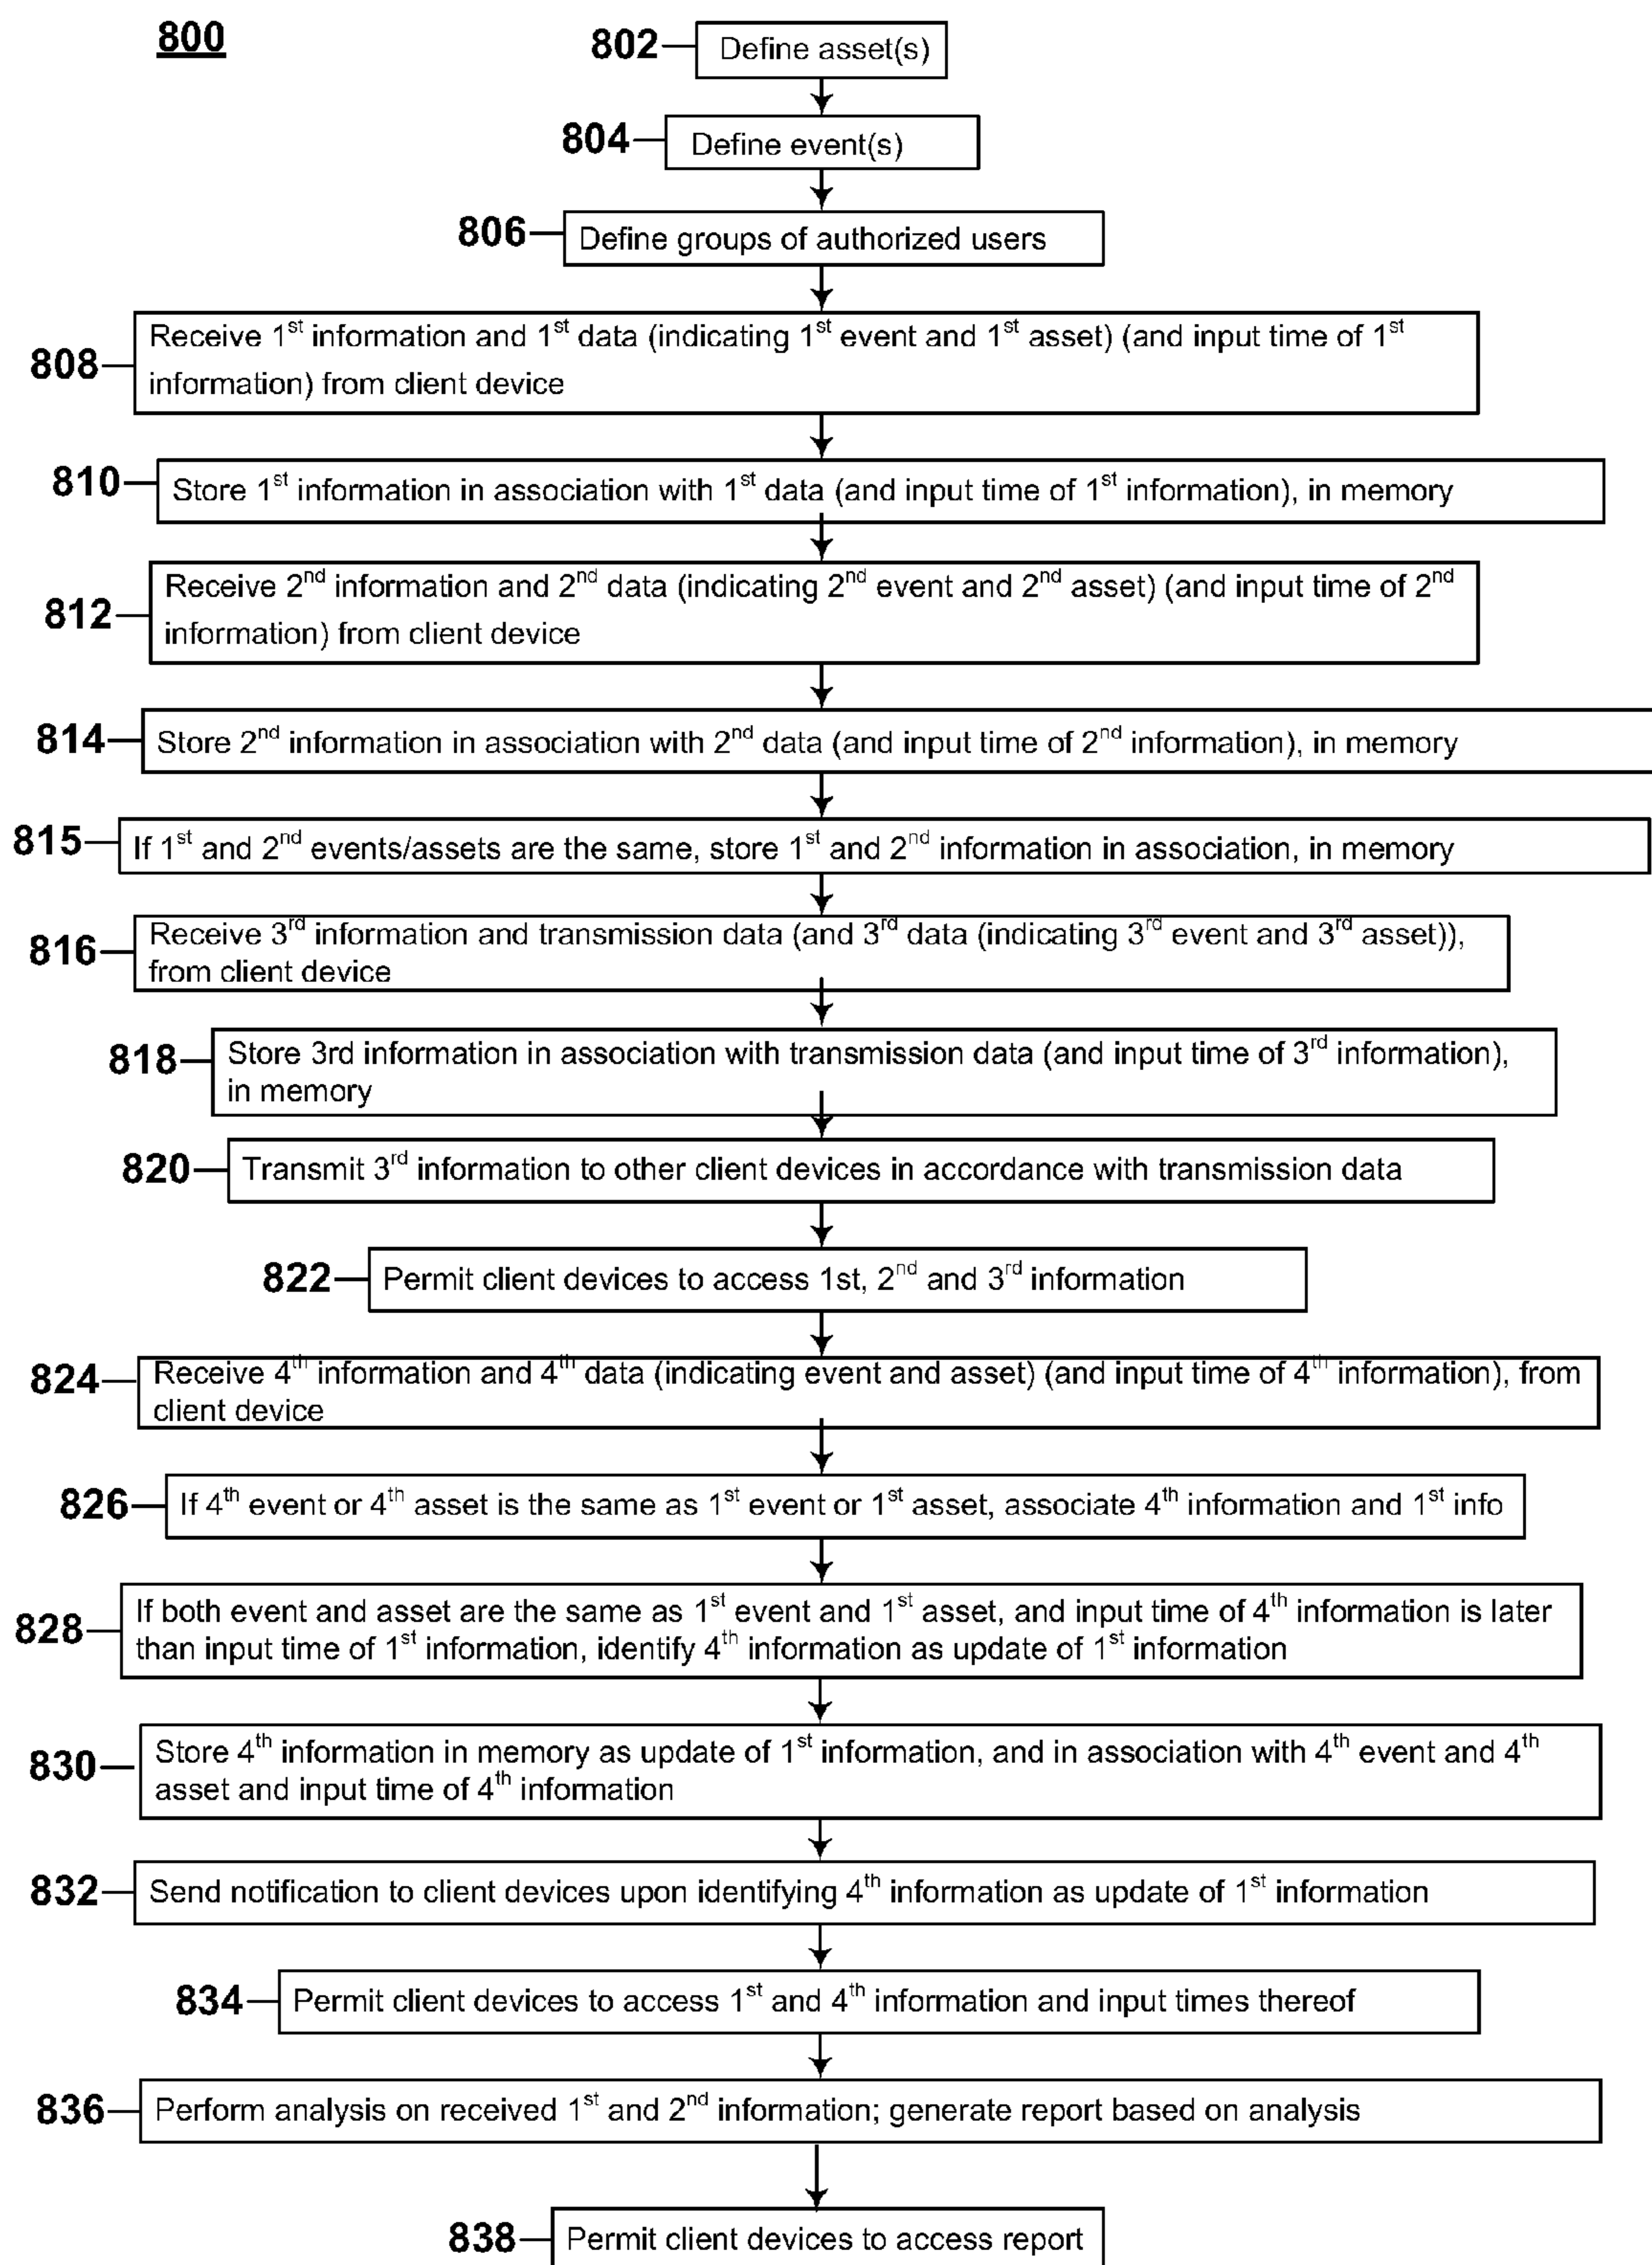 800
802 Define asset(s)
804 Define event(s)
806 Define groups of authorized users
808 Receive 1st information and 1st data (indicating 1st event and 1st asset) (and input time of 1st
information) from client device
810 Store 1st information in association with 1st data (and input time of 1st information), in memory
812 Receive 2nd information and 2nd data (indicating 2nd event and 2nd asset) (and input time of 2nd
information) from client device
814 Store 2nd information in association with 2nd data (and input time of 2nd information), in memory
815 If 1st and 2nd events/assets are the same, store 1st and 2nd information in association, in memory
816 Receive 3rd information and transmission data (and 3rd data (indicating 3rd event and 3rd asset)),
from client device
818 Store 3rd information in association with transmission data (and input time of 3rd information),
in memory
820 Transmit 3rd information to other client devices in accordance with transmission data
822 Permit client devices to access 1st, 2nd and 3rd information
824 Receive 4th information and 4th data (indicating event and asset) (and input time of 4th information), from
client device
826 If 4th event or 4th asset is the same as 1st event or 1st asset, associate 4th information and 1st info
828 If both event and asset are the same as 1st event and 1st asset, and input time of 4th information is later
than input time of 1st information, identify 4th information as update of 1st information
830 Store 4th information in memory as update of 1st information, and in association with 4th event and 4th
asset and input time of 4th information
832 Send notification to client devices upon identifying 4th information as update of 1st information
834 Permit client devices to access 1st and 4th information and input times thereof
836 Perform analysis on received 1st and 2nd information; generate report based on analysis
838 Permit client devices to access report